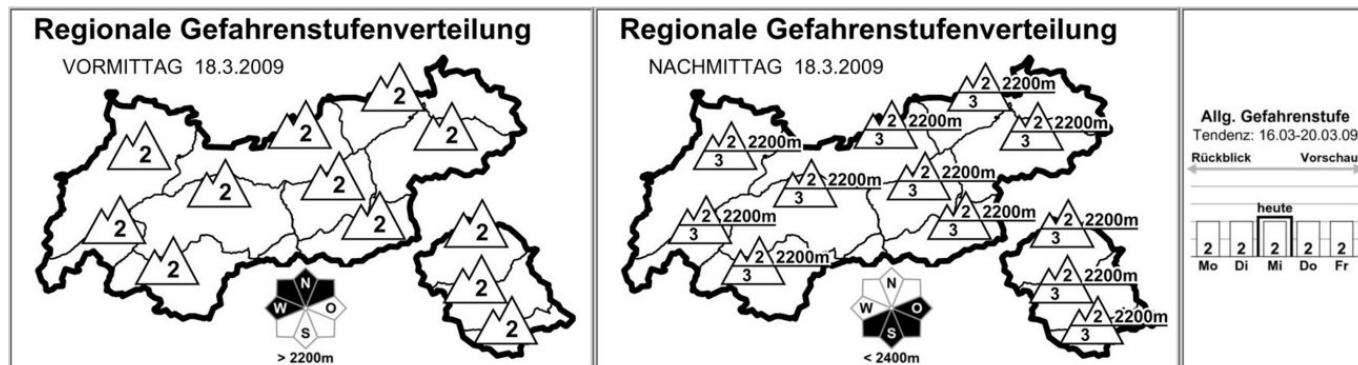 Regionale Gefahrenstufenverteilung
VORMITTAG 18.3.2009
2
2
2
2
2
2
2
2
2
2
2
2
N
W O
S
> 2200m
Regionale Gefahrenstufenverteilung
NACHMITTAG 18.3.2009
2 2200m
3
2 2200m
3
2 2200m
3
2 2200m
3
2 2200m
3
2 2200m
3
2 2200m
3
2 2200m
3
2 2200m
3
2 2200m
3
2 2200m
3
2 2200m
3
N
W O
S
< 2400m
Allg. Gefahrenstufe
Tendenz: 16.03-20.03.09
Rückblick Vorschau
heute
2 2 2 2 2
Mo Di Mi Do Fr